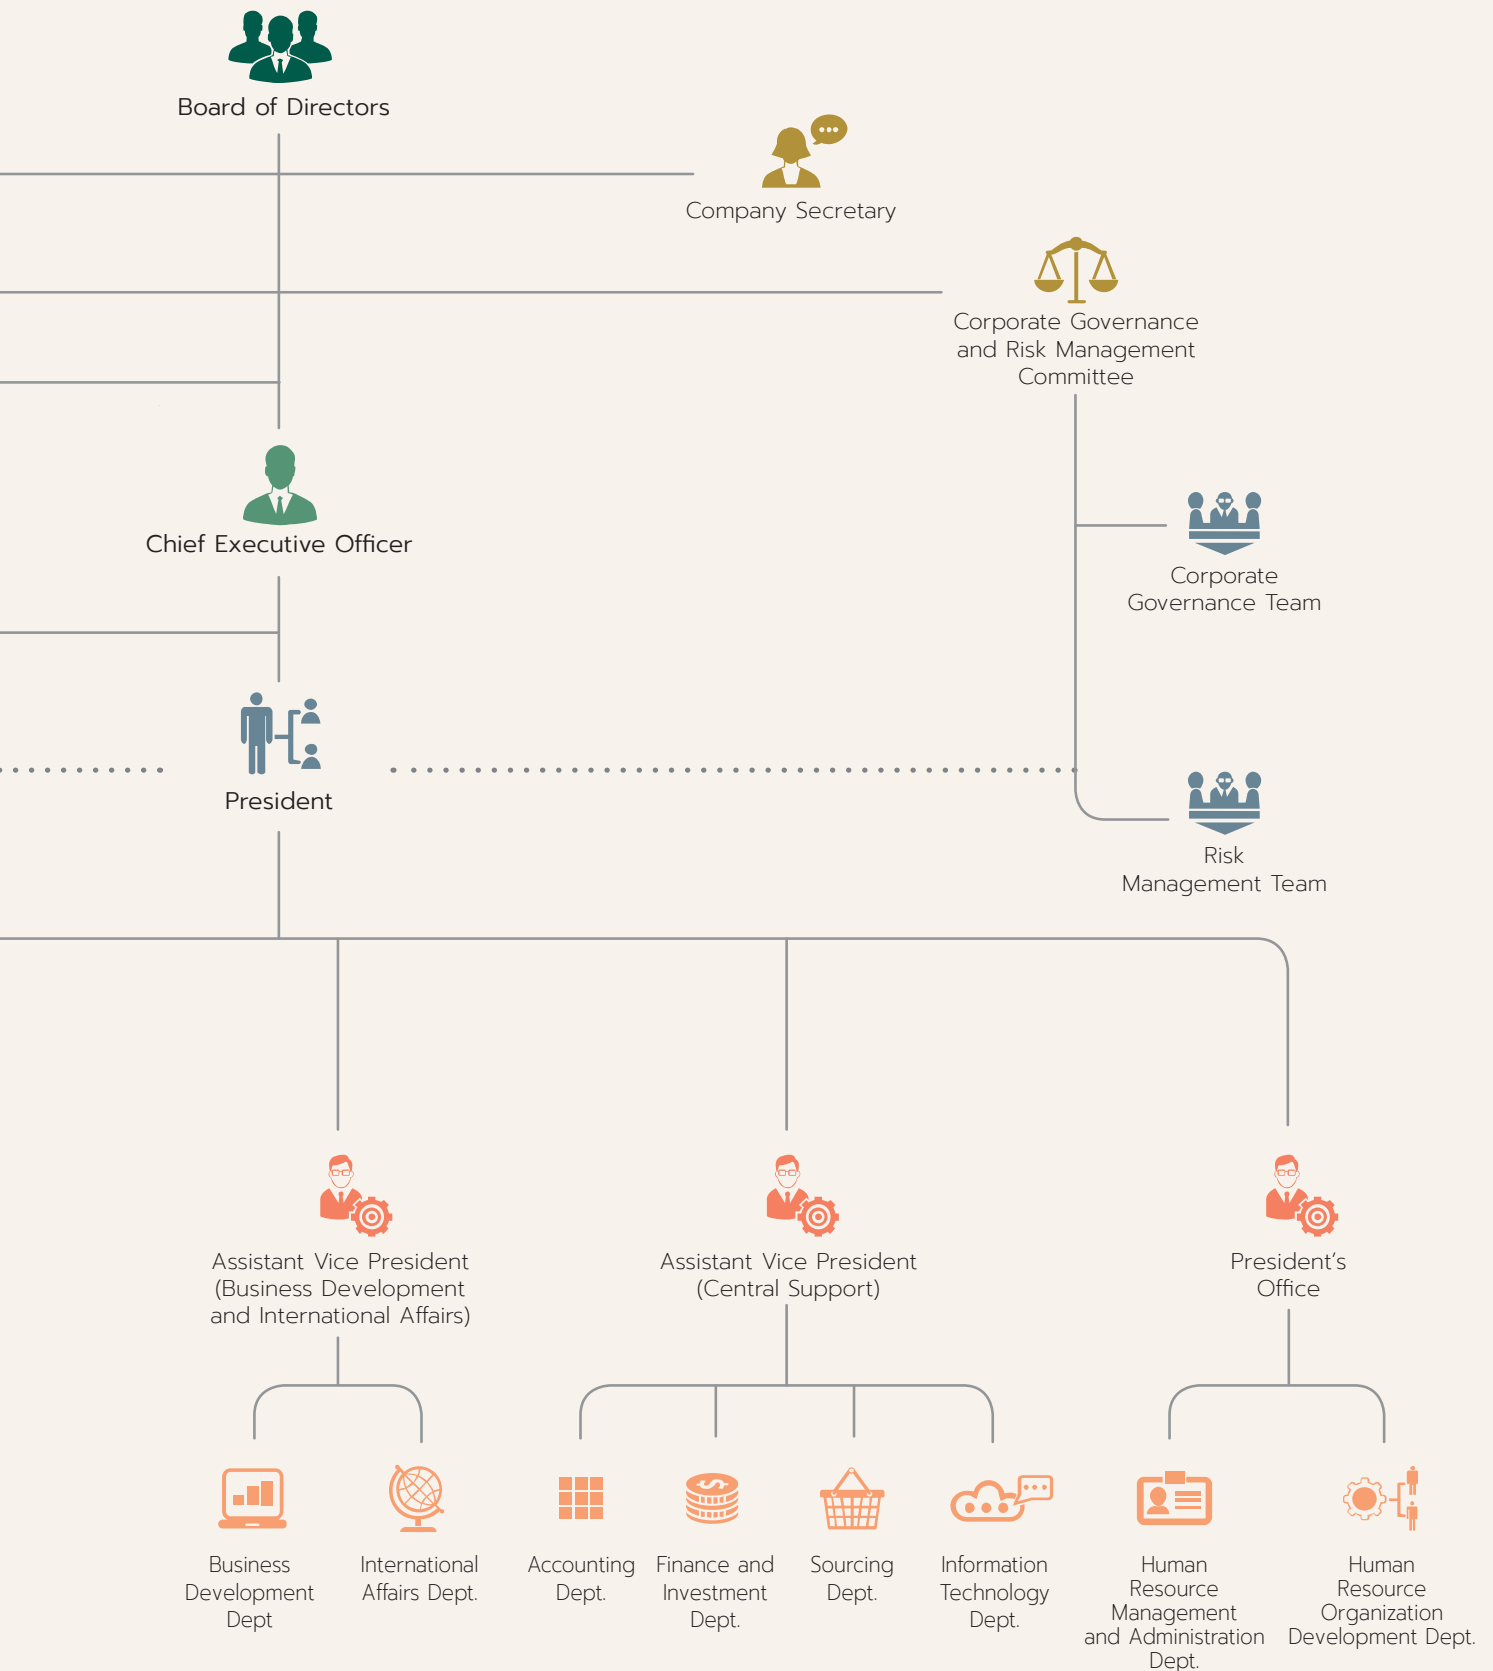 Board of Directors
Company Secretary
Corporate Governance
and Risk Management
Committee
Chief Executive Officer
Corporate
Governance Team
President
Risk
Management Team
Assistant Vice President
(Business Development
and International Affairs)
Assistant Vice President
(Central Support)
President's
Office
Business
Development
Dept
International
Affairs Dept.
Accounting
Dept.
Finance and
Investment
Dept.
Sourcing
Dept.
Information
Technology
Dept.
Human
Resource
Management
and Administration
Dept.
Human
Resource
Organization
Development Dept.